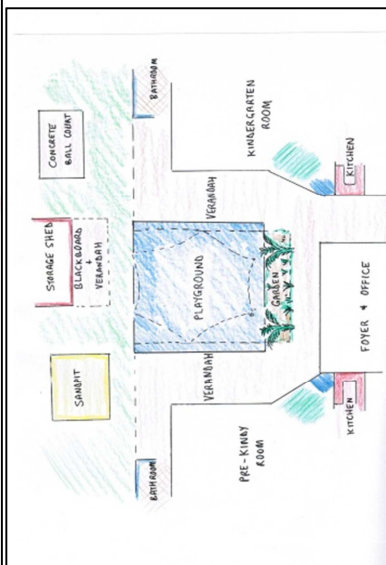 STORAGE SHED
BLACKBOARD
+
VERANDAH
CONCRETE
BALL COURT
SANDPIT
BATHROOM
BATHROOM
VERANDAH
PLAYGROUND
VERANDAH
GARDEN
KINDERGARTEN
ROOM
PRE-KINDY
ROOM
KITCHEN
KITCHEN
FOYER & OFFICE